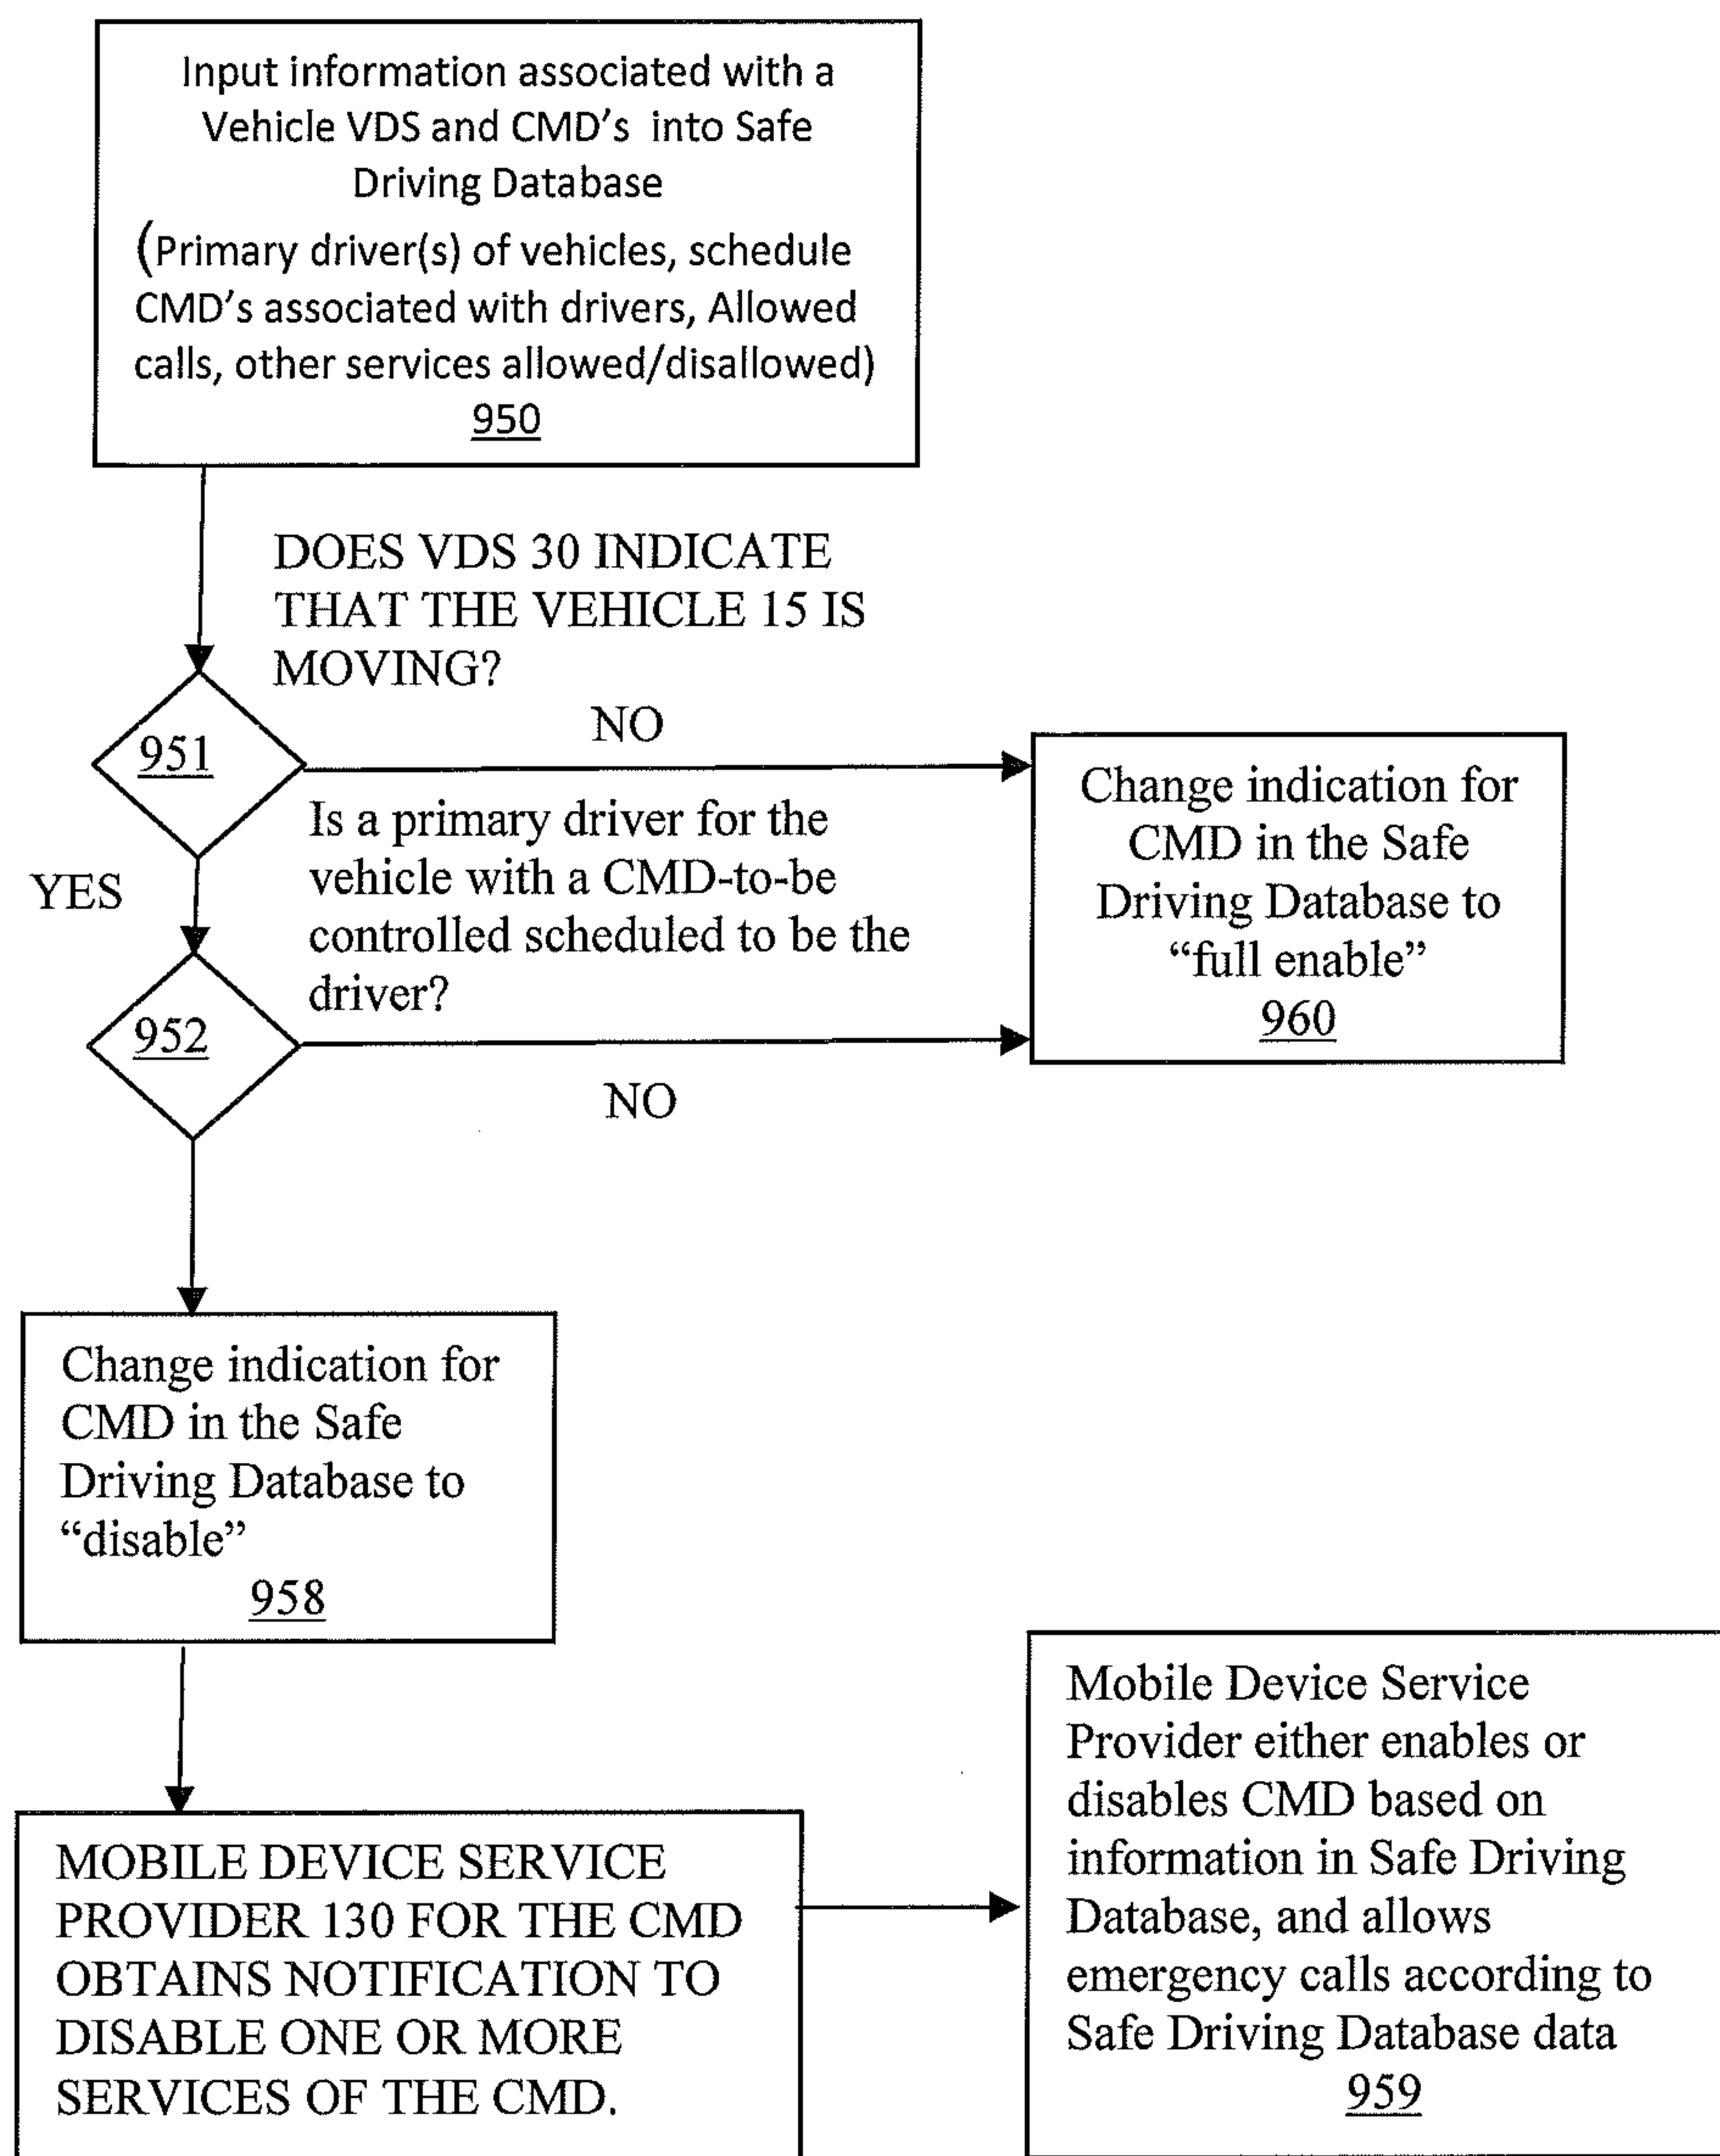 Input information associated with a
Vehicle VDS and CMD's into Safe
Driving Database
(Primary driver(s) of vehicles, schedule
CMD's associated with drivers, Allowed
calls, other services allowed/disallowed)
950
DOES VDS 30 INDICATE
THAT THE VEHICLE 15 IS
MOVING?
951
NO
YES
Is a primary driver for the
vehicle with a CMD-to-be
controlled scheduled to be the
driver?
952
NO
Change indication for
CMD in the Safe
Driving Database to
“full enable”
960
Change indication for
CMD in the Safe
Driving Database to
“disable”
958
MOBILE DEVICE SERVICE
PROVIDER 130 FOR THE CMD
OBTAINS NOTIFICATION TO
DISABLE ONE OR MORE
SERVICES OF THE CMD.
Mobile Device Service
Provider either enables or
disables CMD based on
information in Safe Driving
Database, and allows
emergency calls according to
Safe Driving Database data
959